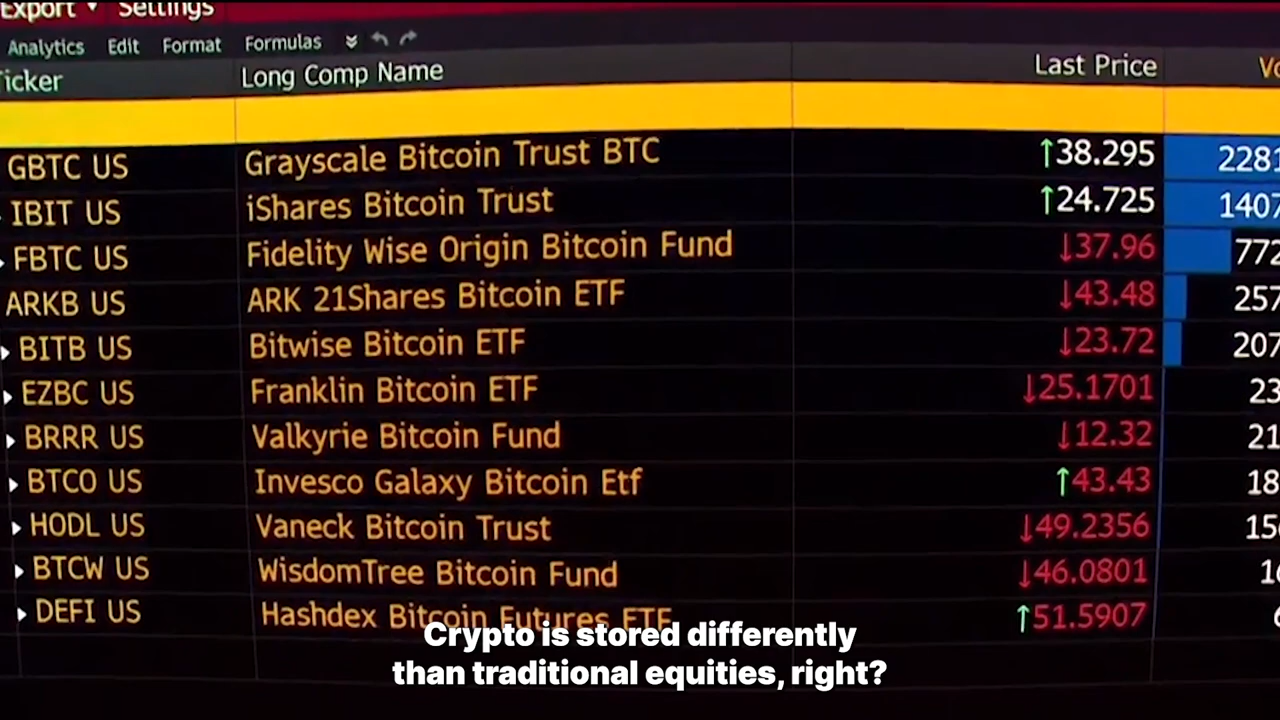 Export Settings
Analytics Edit Format Formulas
Ticker Long Comp Name Last Price
GBTC US Grayscale Bitcoin Trust BTC ↑38.295 2281
IBIT US iShares Bitcoin Trust ↑24.725 1407
FBTC US Fidelity Wise Origin Bitcoin Fund ↓37.96 772
ARKB US ARK 21Shares Bitcoin ETF ↓43.48 257
BITB US Bitwise Bitcoin ETF ↓23.72 207
EZBC US Franklin Bitcoin ETF ↓25.1701 23
BRRR US Valkyrie Bitcoin Fund ↓12.32 21
BTCO US Invesco Galaxy Bitcoin Etf ↑43.43 18
HODL US Vaneck Bitcoin Trust ↓49.2356 15
BTCW US WisdomTree Bitcoin Fund ↓46.0801
DEFI US Hashdex Bitcoin Futures ETF ↑51.5907
Crypto is stored differently
than traditional equities, right?